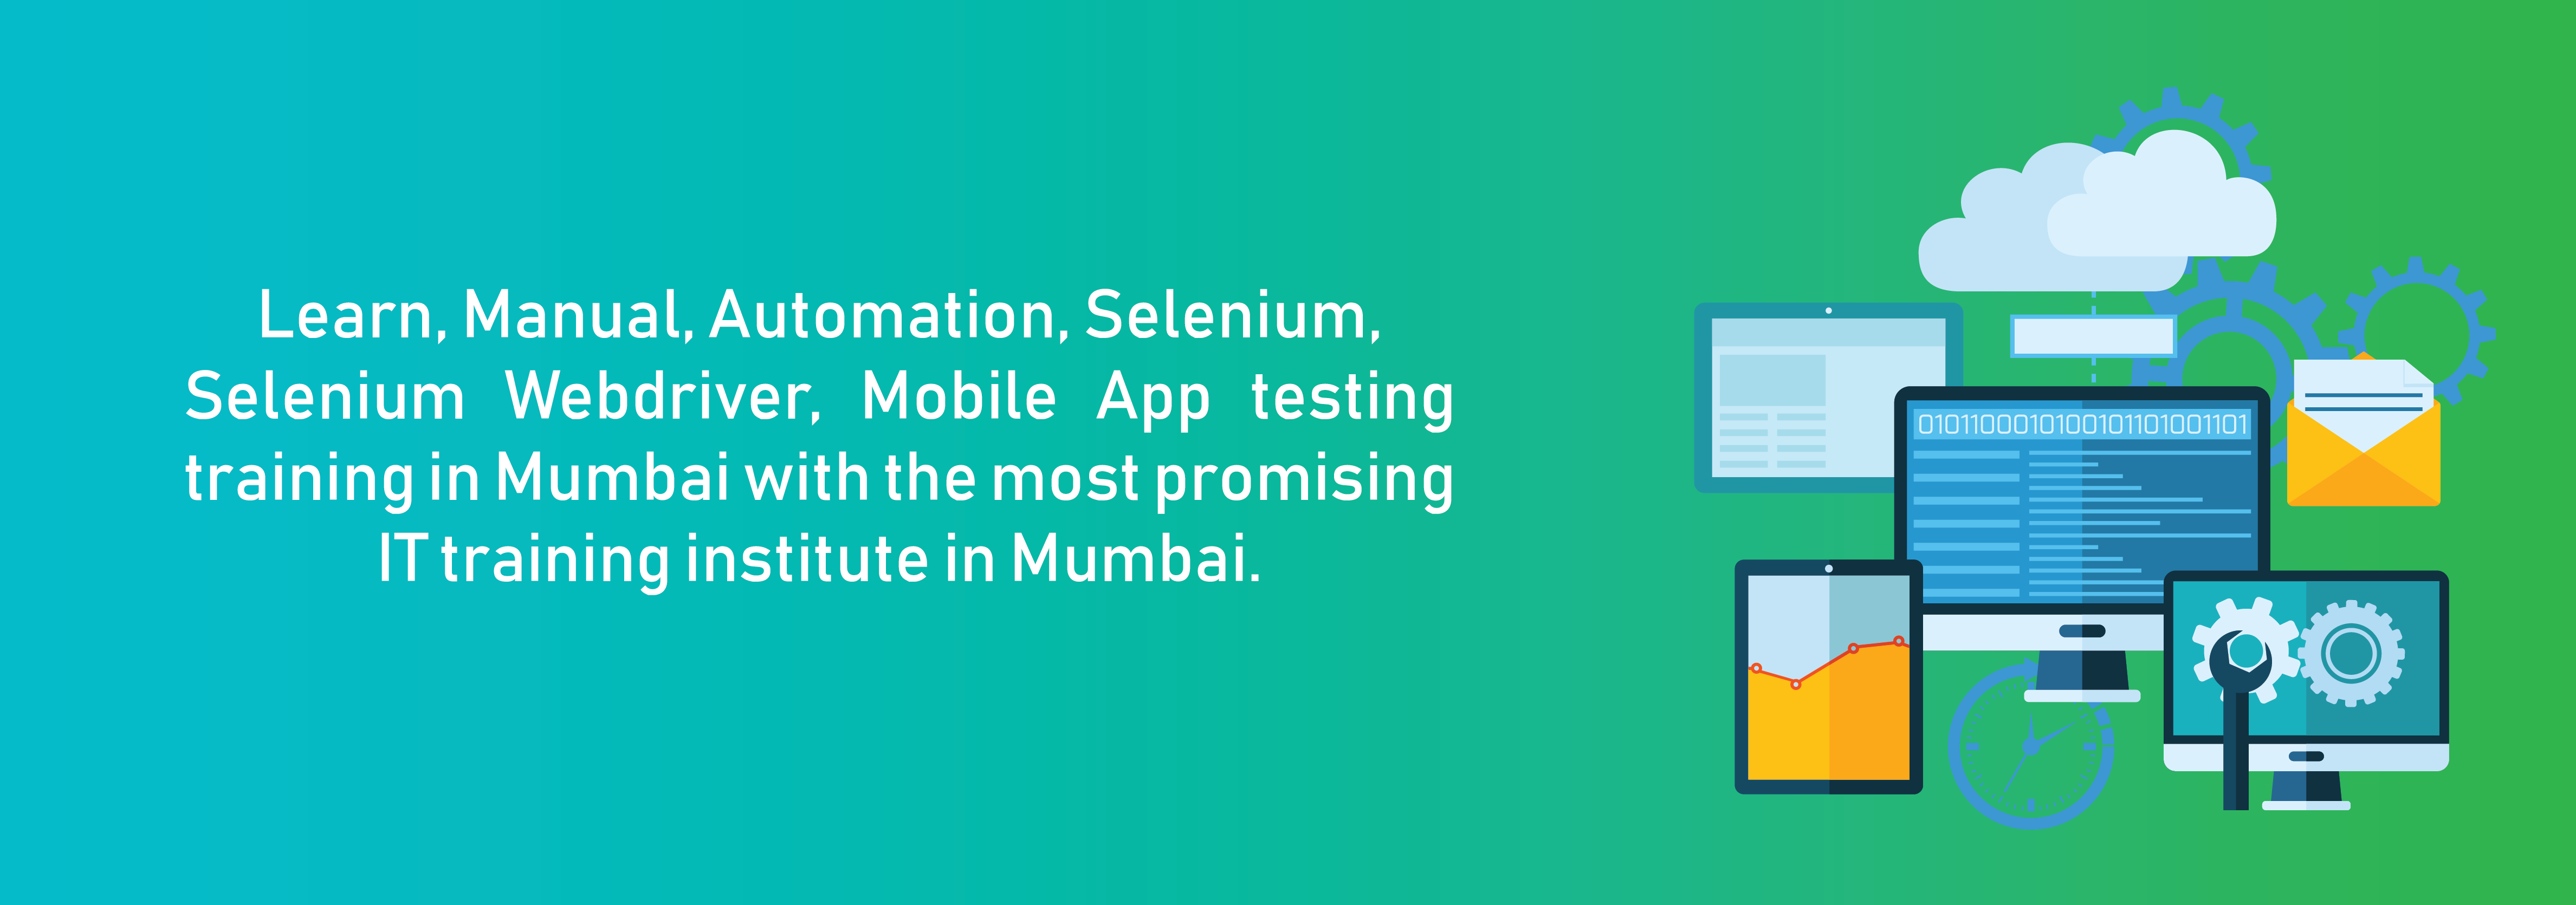 Learn, Manual, Automation, Selenium,
Selenium Webdriver, Mobile App testing
training in Mumbai with the most promising
IT training institute in Mumbai.
0101100010100101101001101